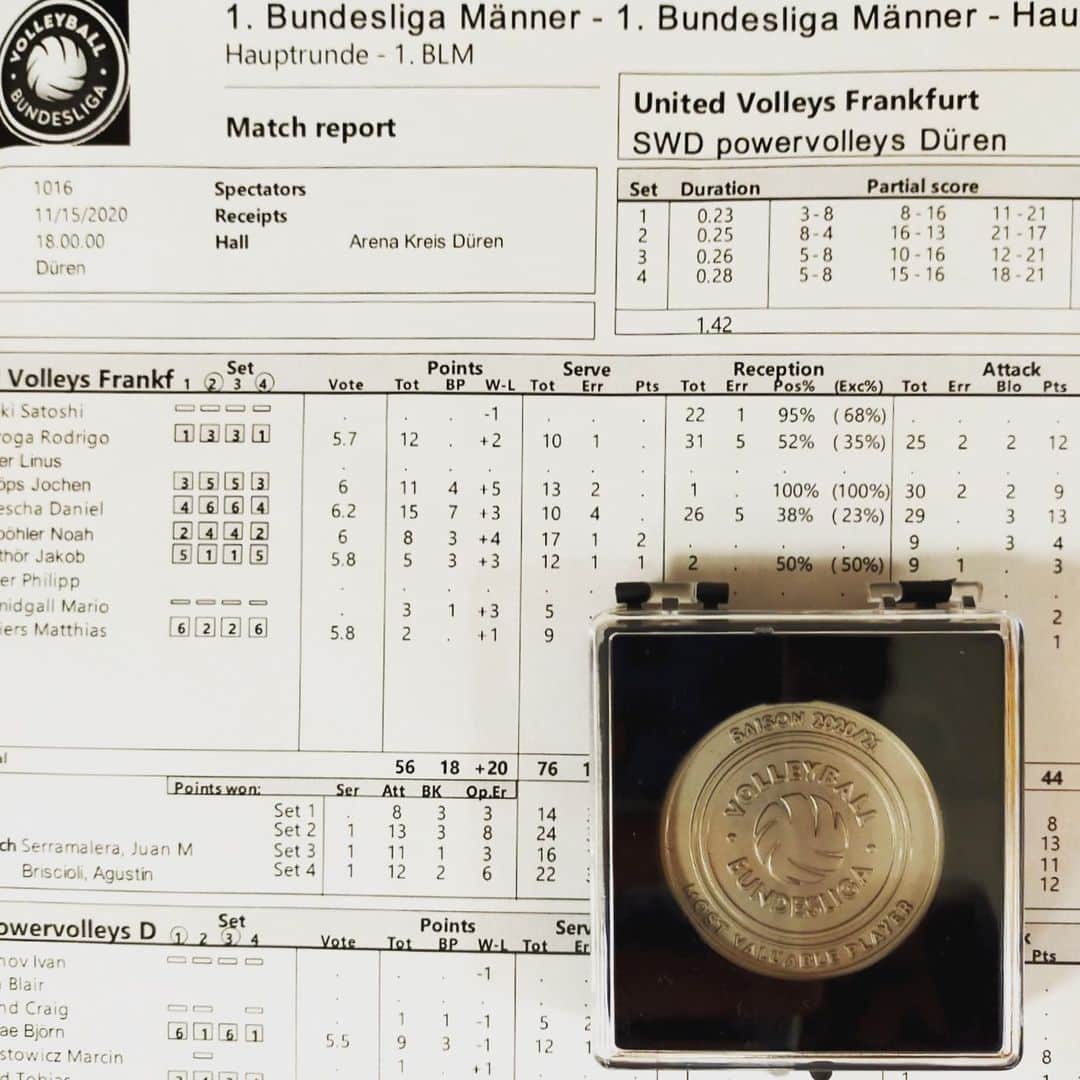 VOLLEYBALL BUNDESLIGA
1. Bundesliga Männer - 1. Bundesliga Männer - Hau
Hauptrunde - 1. BLM
Match report
United Volleys Frankfurt
SWD powervolleys Düren
1016 Spectators
11/15/2020 Receipts
18.00.00 Hall Arena Kreis Düren
Düren
Set Duration Partial score
1 0.23 3-8 8-16 11-21
2 0.25 8-4 16-13 21-17
3 0.26 5-8 10-16 12-21
4 0.28 5-8 15-16 18-21
1.42
Set Points Serve Reception Attack
Volleys Frankf 1 2 3 4 Vote Tot BP W-L Tot Err Pts Tot Err Pos% (Exc%) Tot Err Blo Pts
ki Satoshi . . . -1 . . . 22 1 95% (68%) . . . .
roga Rodrigo 1 3 3 1 5.7 12 . +2 10 1 . 31 5 52% (35%) 25 2 2 12
er Linus . . . . . . . . . . . . . . .
öps Jochen 3 5 5 3 6 11 4 +5 13 2 . 1 . 100% (100%) 30 2 2 9
escha Daniel 4 6 6 4 6.2 15 7 +3 10 4 . 26 5 38% (23%) 29 . 3 13
öhler Noah 2 4 4 2 6 8 3 +4 17 1 2 . . . . 9 . 3 4
thör Jakob 5 1 1 5 5.8 5 3 +3 12 1 1 2 . 50% (50%) 9 1 . 3
er Philipp
nidgall Mario . 3 1 +3 5 2
iers Matthias 6 2 2 6 5.8 2 . +1 9 1
al 56 18 +20 76 1 44
Points won: Ser Att BK Op.Er
Set 1 . 8 3 3 14 8
Set 2 1 13 3 8 24 13
ch Serramalera, Juan M Set 3 1 11 1 3 16 11
Briscioli, Agustin Set 4 1 12 2 6 22 12
Set Points Serv
owervolleys D 1 2 3 4 Vote Tot BP W-L Tot Er Pts
nov Ivan . . . -1 .
Blair
nd Craig . 1 1 -1 5 2
ae Björn 6 1 6 1 5.5 9 3 -1 12 1 8
stowicz Marcin . 1 . +1
d Tobias
SAISON 2020/21
VOLLEYBALL
BUNDESLIGA
MOST VALUABLE PLAYER